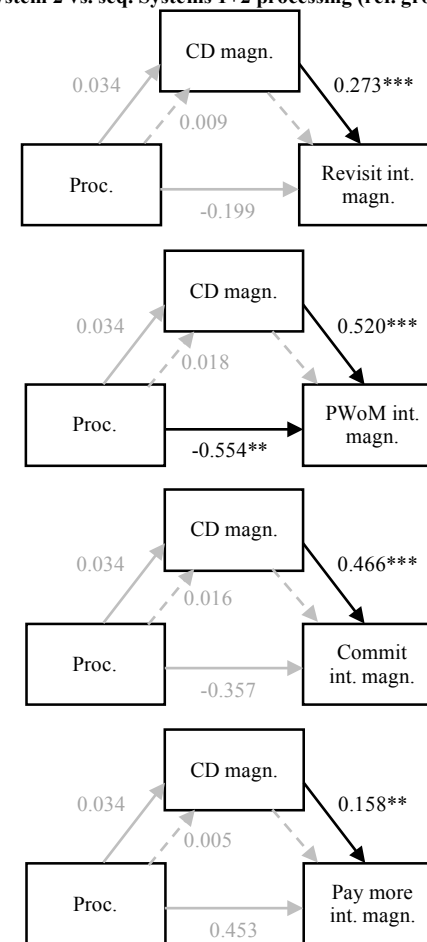 vs. seq. Systems 1+2 processing (ref.
CD magn.
0.034
0.273***
0.009
Proc.
Revisit int.
magn.
-0.199
CD magn.
0.034
0.520***
0.018
Proc.
PWoM int.
magn.
-0.554**
CD magn.
0.034
0.466***
0.016
Proc.
Commit
int. magn.
-0.357
CD magn.
0.034
0.158**
0.005
Proc.
Pay more
int. magn.
0.453